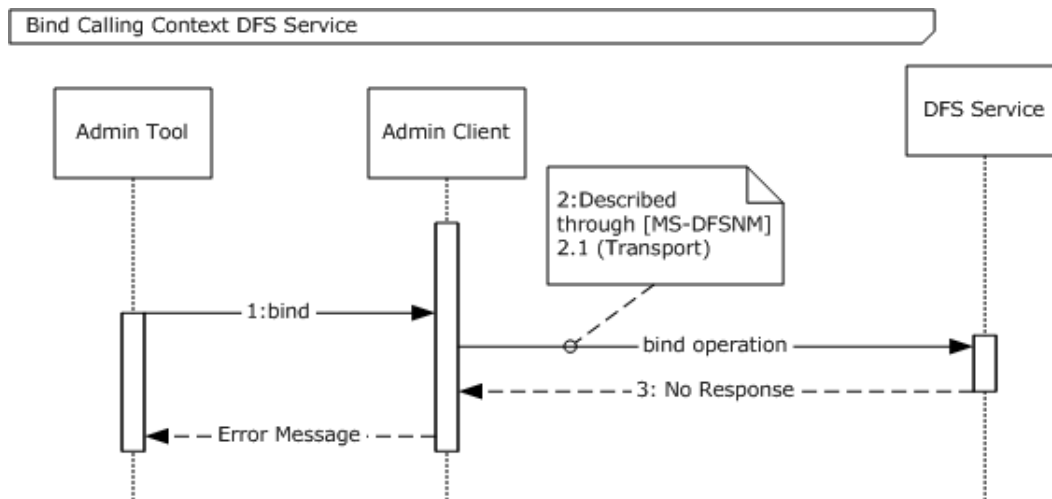 Bind Calling Context DFS Service
Admin Tool
Admin Client
DFS Service
2:Described
through [MS-DFSNM]
2.1 (Transport)
1:bind
bind operation
3: No Response
Error Message